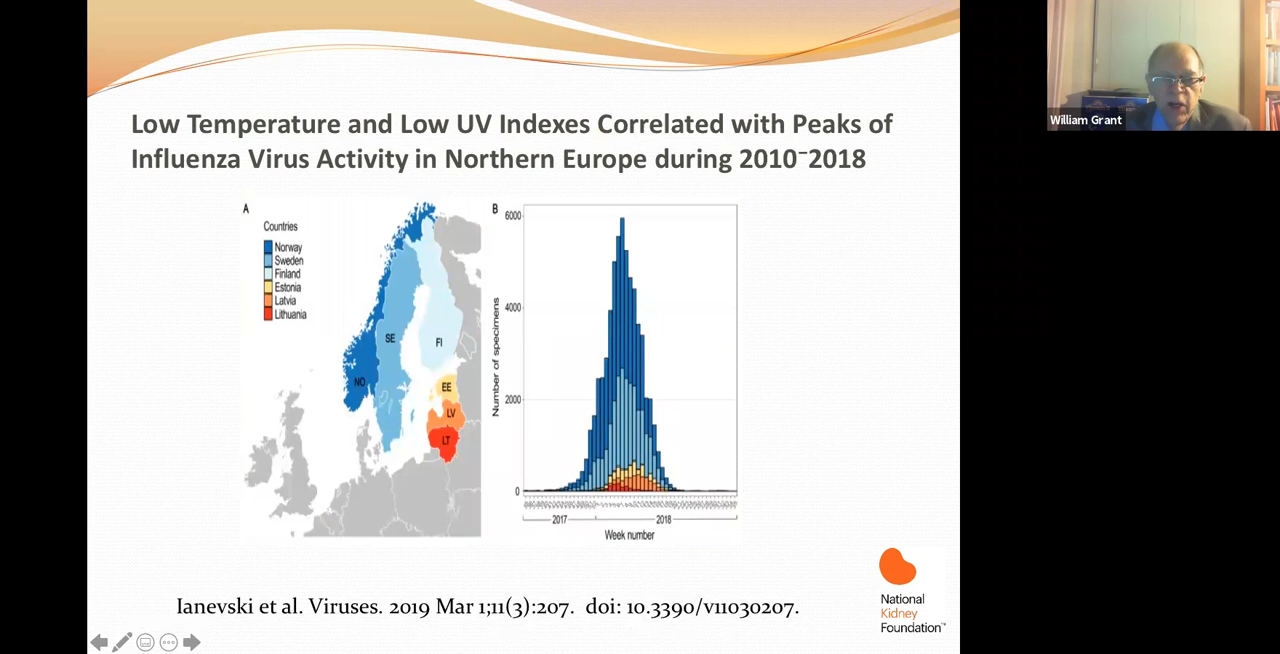 Low Temperature and Low UV Indexes Correlated with Peaks of
Influenza Virus Activity in Northern Europe during 2010–2018
William Grant
A
Countries
Norway
Sweden
Finland
Estonia
Latvia
Lithuania
NO
SE
FI
EE
LV
LT
B
Number of specimens
6000
4000
2000
0
2017
2018
Week number
Ianevski et al. Viruses. 2019 Mar 1;11(3):207. doi: 10.3390/v11030207.
National
Kidney
Foundation™